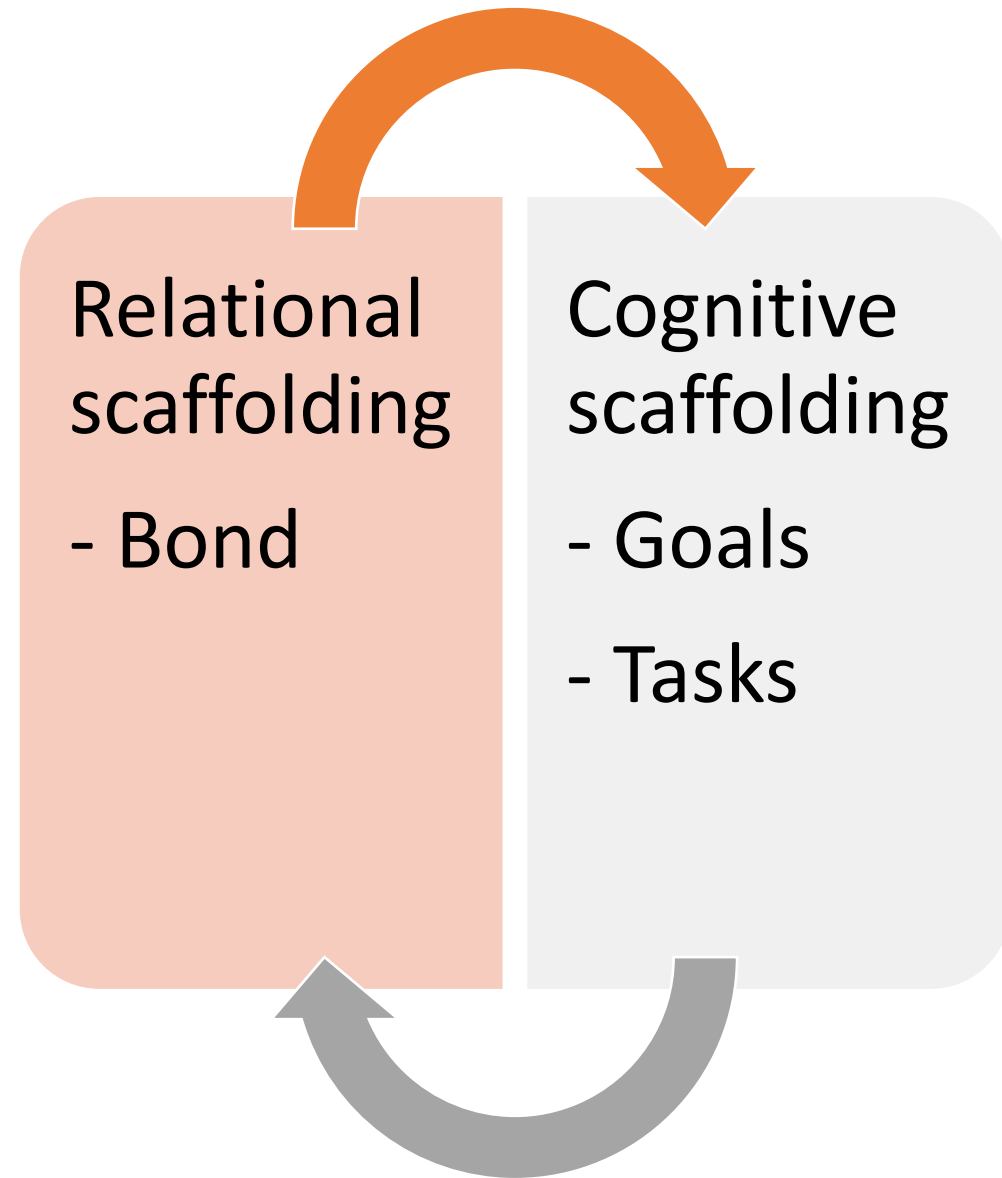 Relational
scaffolding
- Bond
Cognitive
scaffolding
- Goals
- Tasks